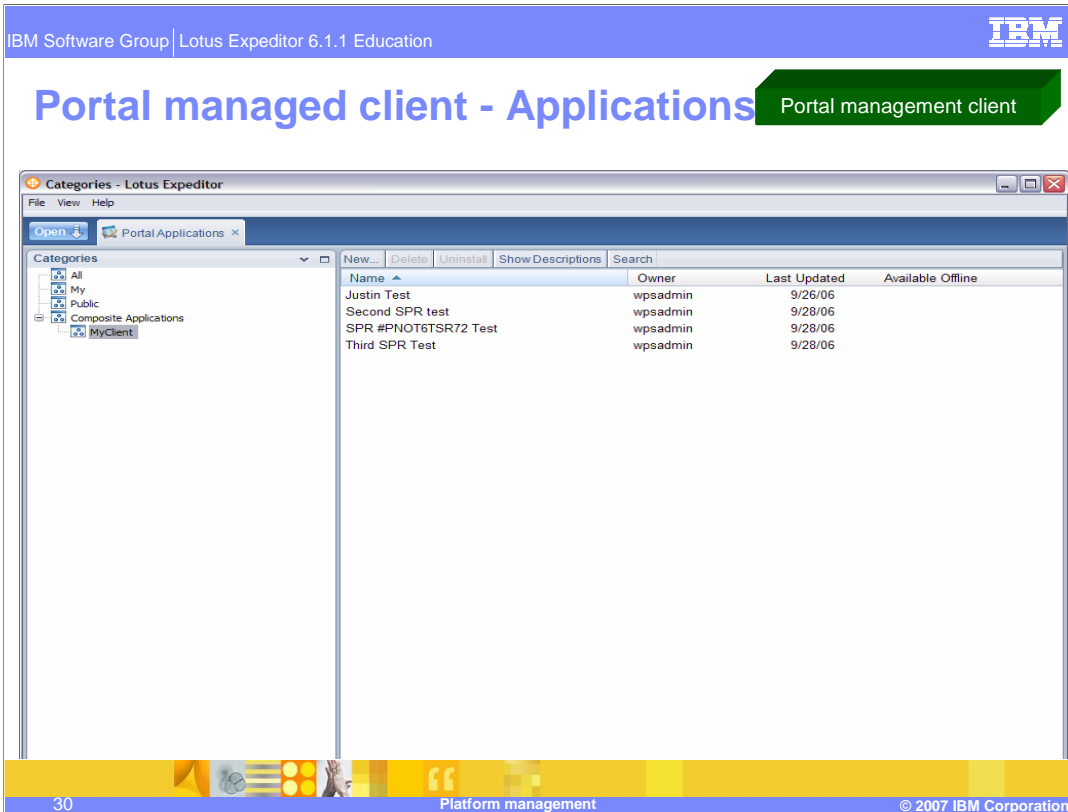 IBM Software Group | Lotus Expeditor 6.1.1 Education
IBM
Portal managed client - Applications
Portal management client
Categories - Lotus Expeditor
File View Help
Open
Portal Applications ×
Categories
All
My
Public
Composite Applications
MyClient
New... Delete Uninstall Show Descriptions Search
Name Owner Last Updated Available Offline
Justin Test wpsadmin 9/26/06
Second SPR test wpsadmin 9/28/06
SPR #PNOT6TSR72 Test wpsadmin 9/28/06
Third SPR Test wpsadmin 9/28/06
30
Platform management
© 2007 IBM Corporation